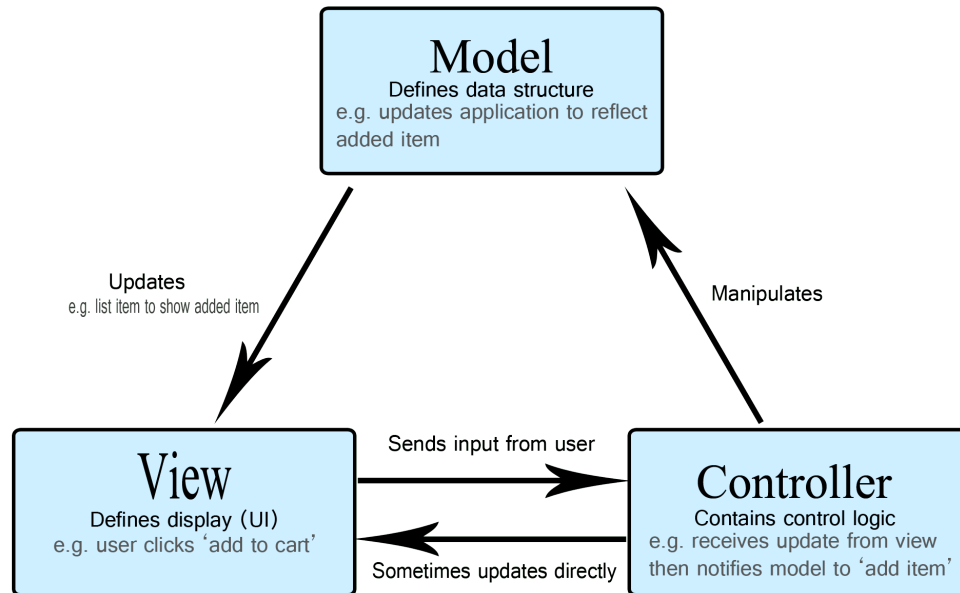 Model
Defines data structure
e.g. updates application to reflect
added item
Updates
e.g. list item to show added item
Manipulates
Sends input from user
View
Defines display (UI)
e.g. user clicks ‘add to cart’
Sometimes updates directly
Controller
Contains control logic
e.g. receives update from view
then notifies model to ‘add item’